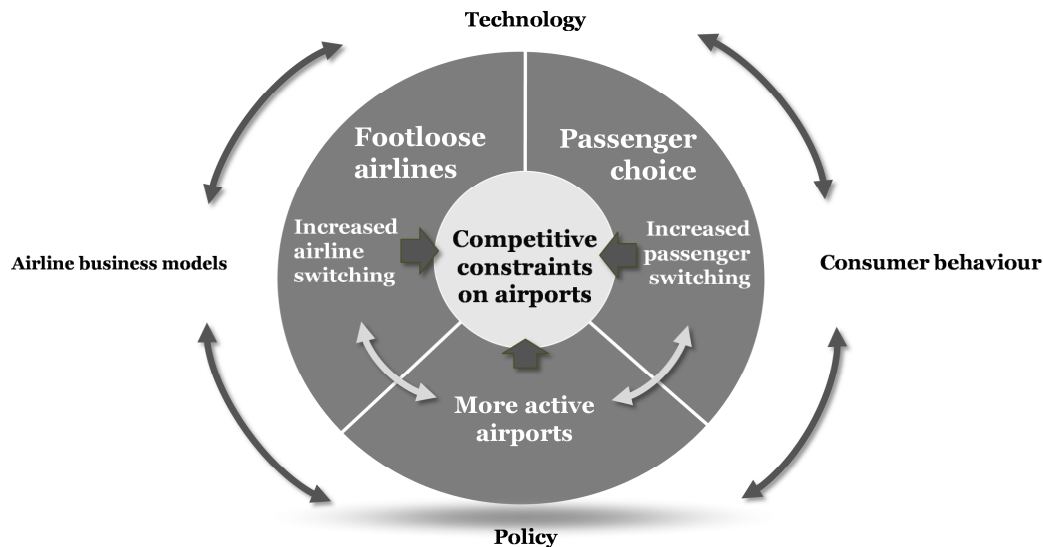 Technology
Footloose
airlines
Passenger
choice
Increased
airline
switching
Competitive
constraints
on airports
Increased
passenger
switching
Airline business models
Consumer behaviour
More active
airports
Policy